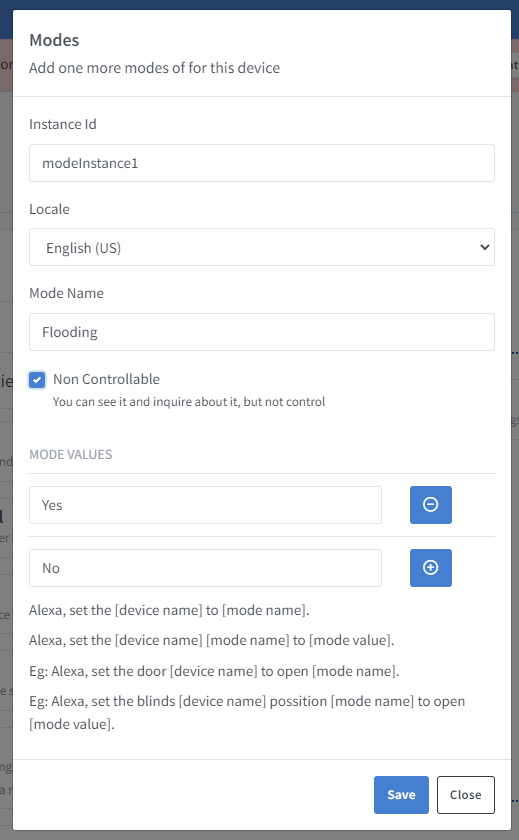 Modes
Add one more modes of for this device
Instance Id
modeInstance1
Locale
English (US)
Mode Name
Flooding
Non Controllable
You can see it and inquire about it, but not control
MODE VALUES
Yes
No
Alexa, set the [device name] to [mode name].
Alexa, set the [device name] [mode name] to [mode value].
Eg: Alexa, set the door [device name] to open [mode name].
Eg: Alexa, set the blinds [device name] possition [mode name] to open
[mode value].
Save
Close